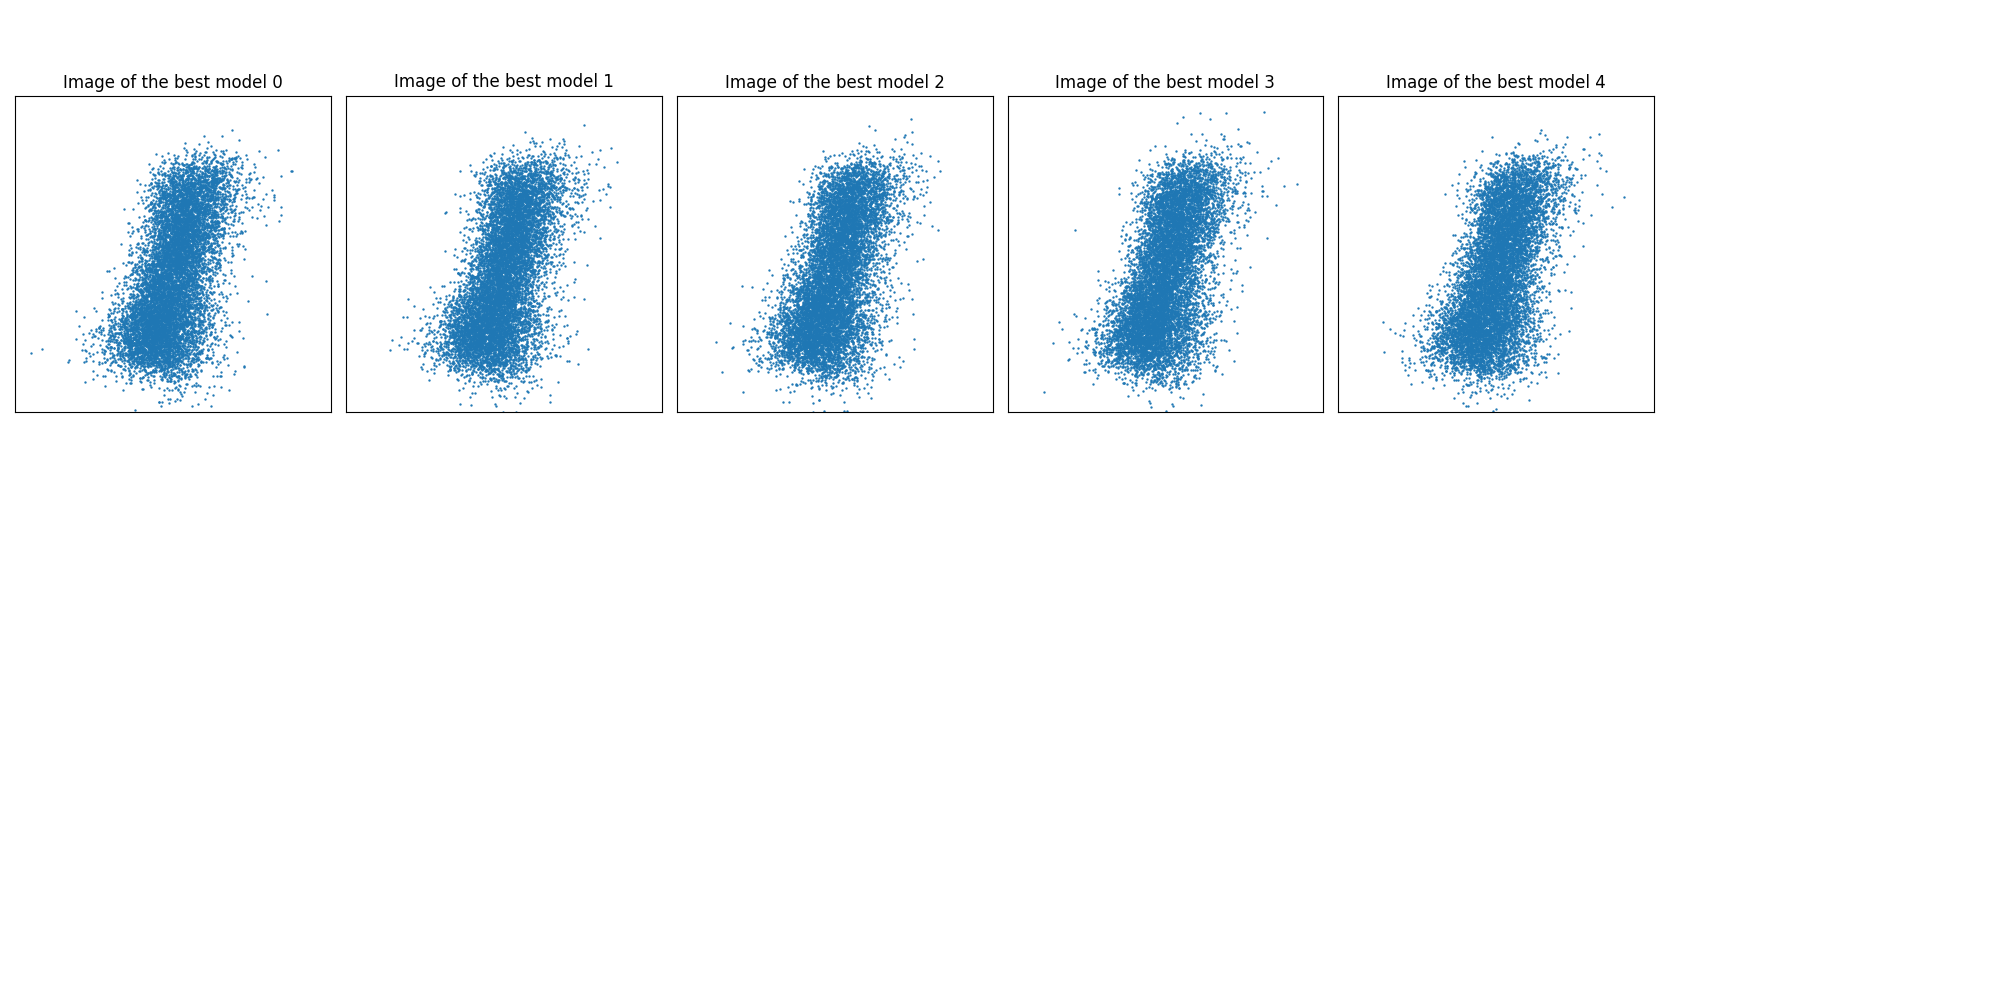 Image of the best model 0
Image of the best model 1
Image of the best model 2
Image of the best model 3
Image of the best model 4